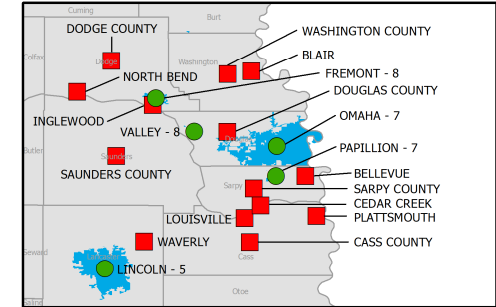 Cuming
Burt
DODGE COUNTY
WASHINGTON COUNTY
Colfax
Dodge
Washington
BLAIR
NORTH BEND
FREMONT - 8
DOUGLAS COUNTY
INGLEWOOD
OMAHA - 7
VALLEY - 8
Butler
Saunders
PAPILLION - 7
SAUNDERS COUNTY
BELLEVUE
Sarpy
SARPY COUNTY
CEDAR CREEK
LOUISVILLE
PLATTSMOUTH
WAVERLY
CASS COUNTY
Seward
Cass
LINCOLN - 5
Otoe
Saline